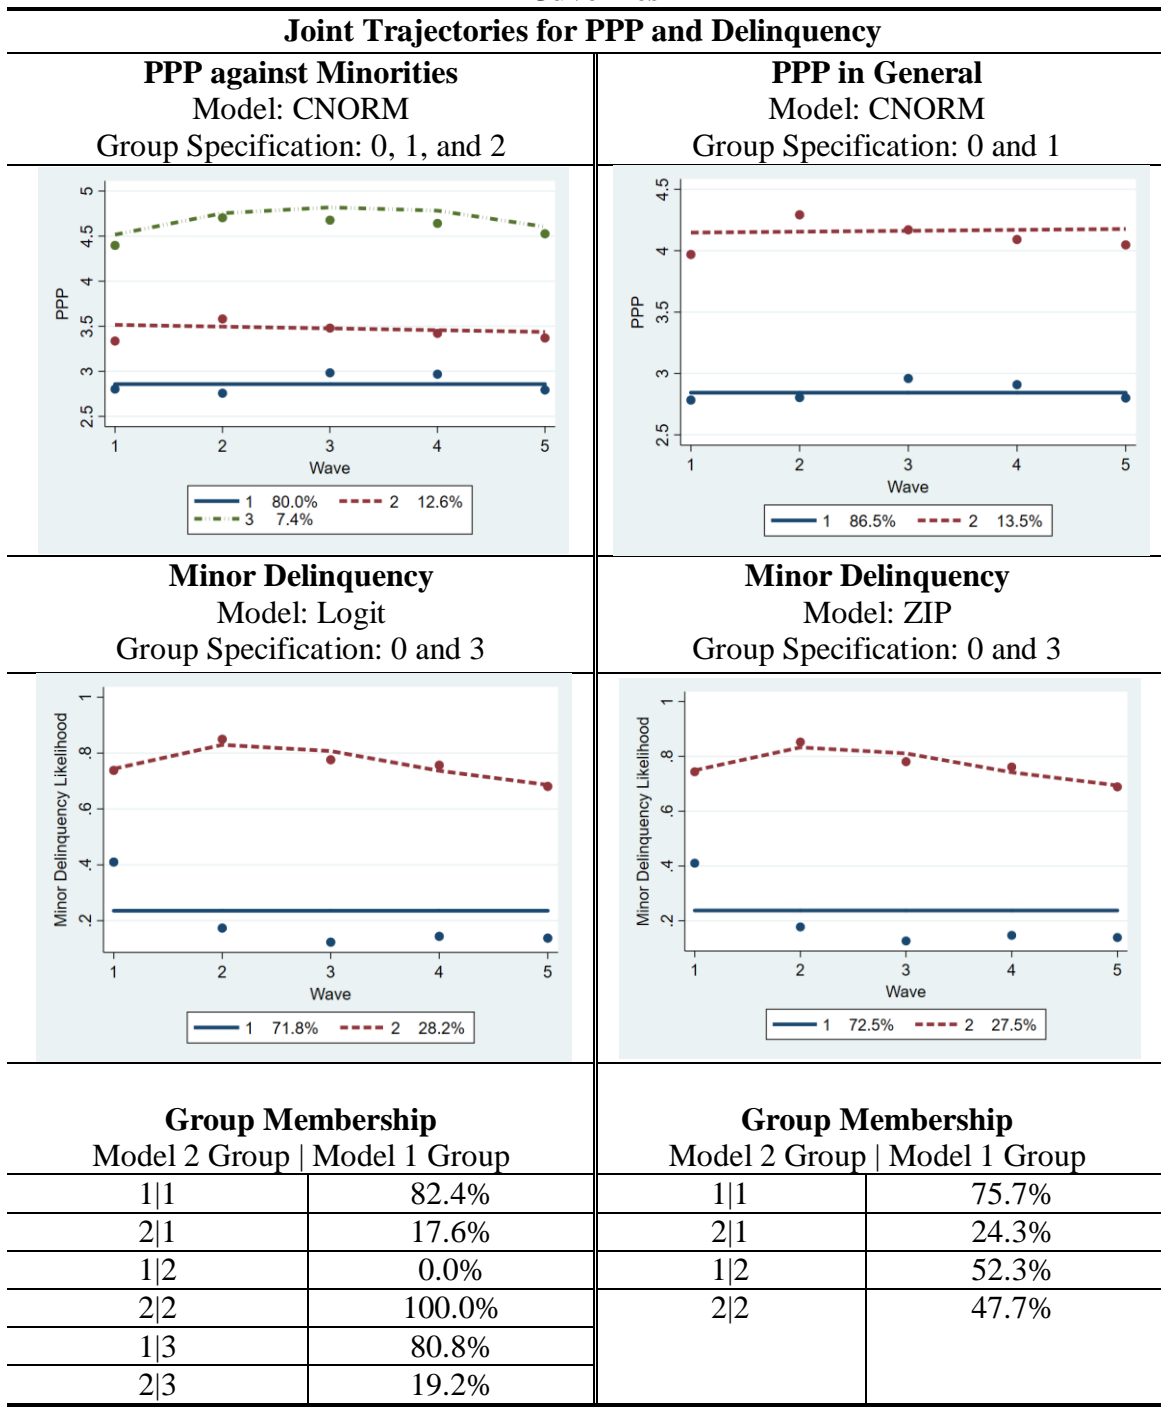 Joint Trajectories for PPP and Delinquency
PPP against Minorities
Model: CNORM
Group Specification: 0, 1, and 2
PPP in General
Model: CNORM
Group Specification: 0 and 1
PPP
5
4.5
4
3.5
3
2.5
1 2 3 4 5
Wave
1 80.0% 2 12.6%
3 7.4%
PPP
4.5
4
3.5
3
2.5
1 2 3 4 5
Wave
1 86.5% 2 13.5%
Minor Delinquency
Model: Logit
Group Specification: 0 and 3
Minor Delinquency
Model: ZIP
Group Specification: 0 and 3
Minor Delinquency Likelihood
1
.8
.6
.4
.2
1 2 3 4 5
Wave
1 71.8% 2 28.2%
Minor Delinquency Likelihood
1
.8
.6
.4
.2
1 2 3 4 5
Wave
1 72.5% 2 27.5%
Group Membership
Model 2 Group | Model 1 Group
Group Membership
Model 2 Group | Model 1 Group
1|1 82.4% 1|1 75.7%
2|1 17.6% 2|1 24.3%
1|2 0.0% 1|2 52.3%
2|2 100.0% 2|2 47.7%
1|3 80.8%
2|3 19.2%